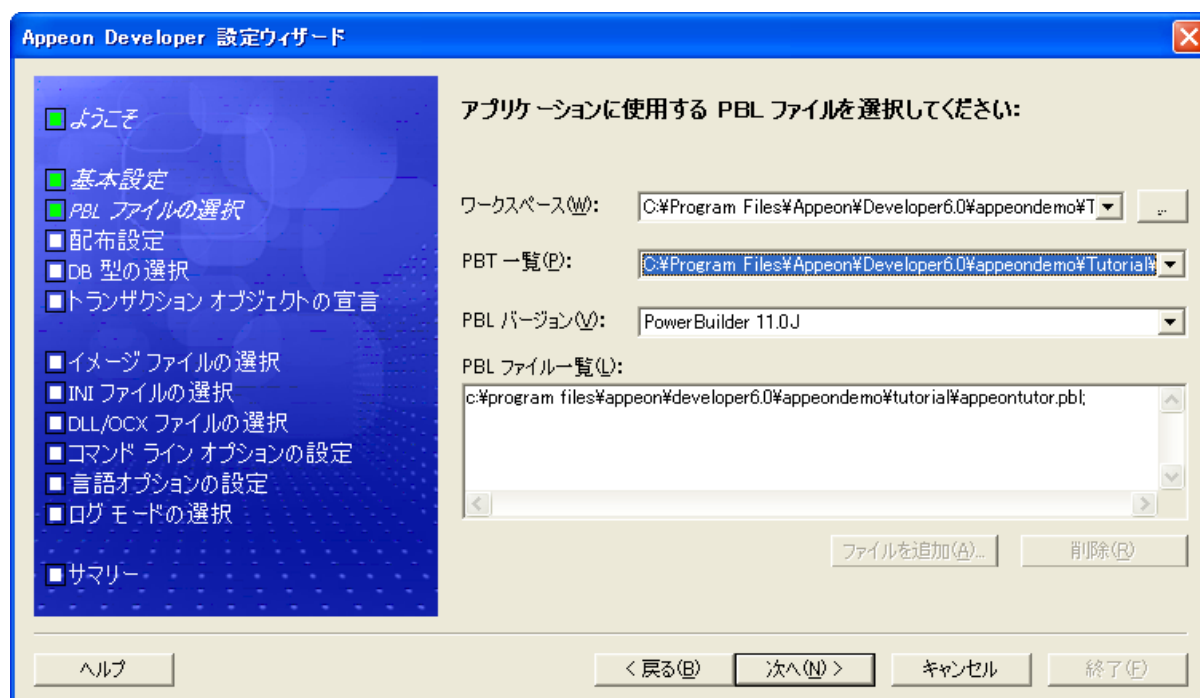 Appeon Developer 設定ウィザード
ようこそ
基本設定
PBL ファイルの選択
配布設定
DB 型の選択
トランザクション オブジェクトの宣言
イメージ ファイルの選択
INI ファイルの選択
DLL/OCX ファイルの選択
コマンド ライン オプションの設定
言語オプションの設定
ログ モードの選択
サマリー
アプリケーションに使用する PBL ファイルを選択してください:
ワークスペース(W): C:¥Program Files¥Appeon¥Developer6.0¥appeondemo¥T ...
PBT 一覧(P): C:¥Program Files¥Appeon¥Developer6.0¥appeondemo¥Tutorial¥
PBL バージョン(V): PowerBuilder 11.0J
PBL ファイル一覧(L):
c:¥program files¥appeon¥developer6.0¥appeondemo¥tutorial¥appeontutor.pbl;
ファイルを追加(A)... 削除(R)
ヘルプ < 戻る(B) 次へ(N) > キャンセル 終了(F)